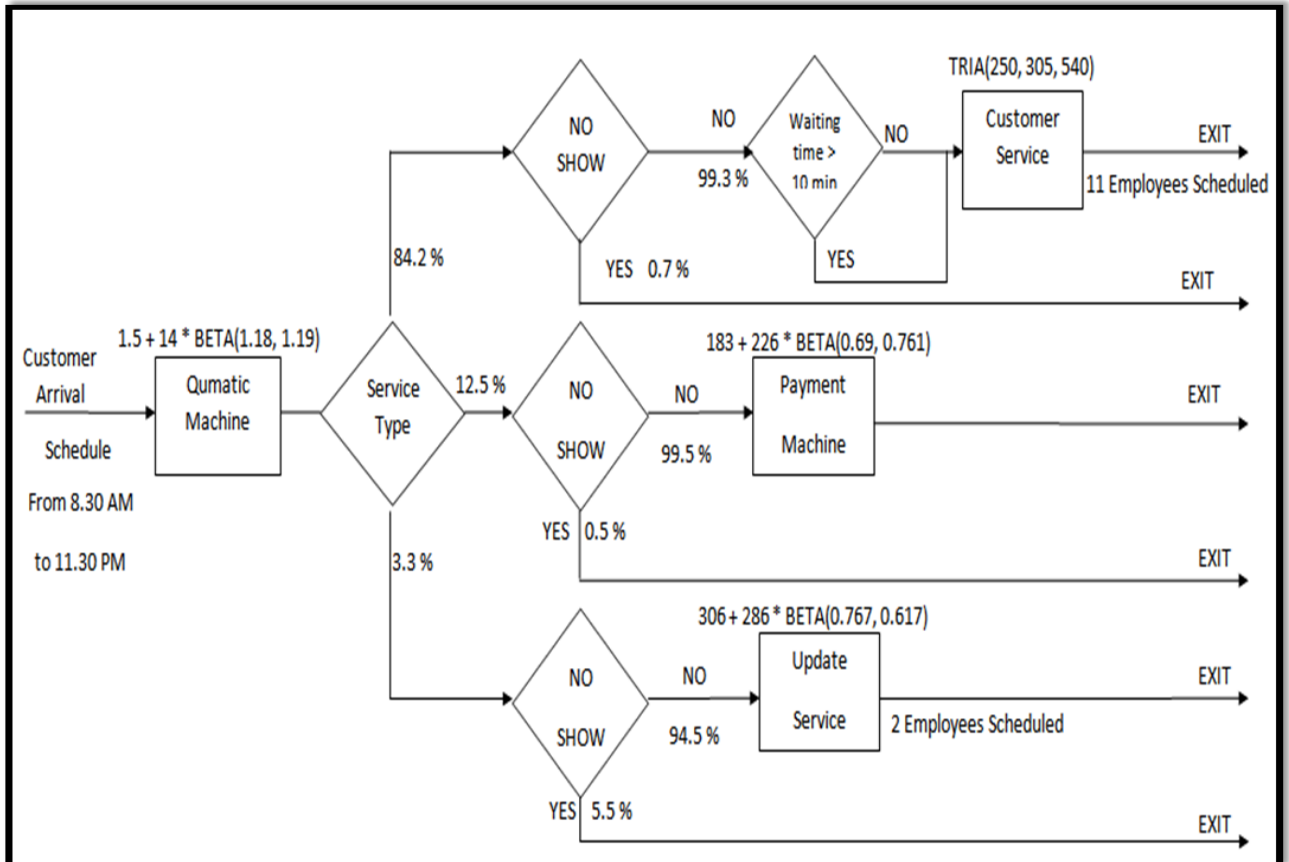 TRIA(250, 305, 540)
NO
SHOW
NO
99.3 %
Waiting
time >
10 min
NO
Customer
Service
EXIT
11 Employees Scheduled
YES
84.2 %
YES 0.7 %
EXIT
1.5 + 14 * BETA(1.18, 1.19)
183 + 226 * BETA(0.69, 0.761)
Customer
Arrival
Schedule
From 8.30 AM
to 11.30 PM
Qumatic
Machine
Service
Type
12.5 %
NO
SHOW
NO
99.5 %
Payment
Machine
EXIT
YES 0.5 %
3.3 %
EXIT
306 + 286 * BETA(0.767, 0.617)
NO
SHOW
NO
94.5 %
Update
Service
EXIT
2 Employees Scheduled
YES 5.5 %
EXIT